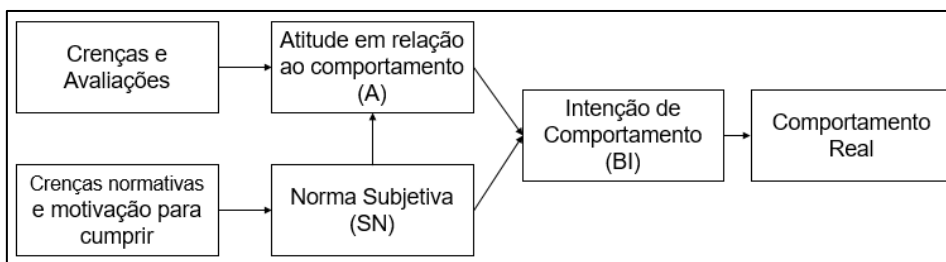 Crenças e
Avaliações
Atitude em relação
ao comportamento
(A)
Intenção de
Comportamento
(BI)
Comportamento
Real
Crenças normativas
e motivação para
cumprir
Norma Subjetiva
(SN)